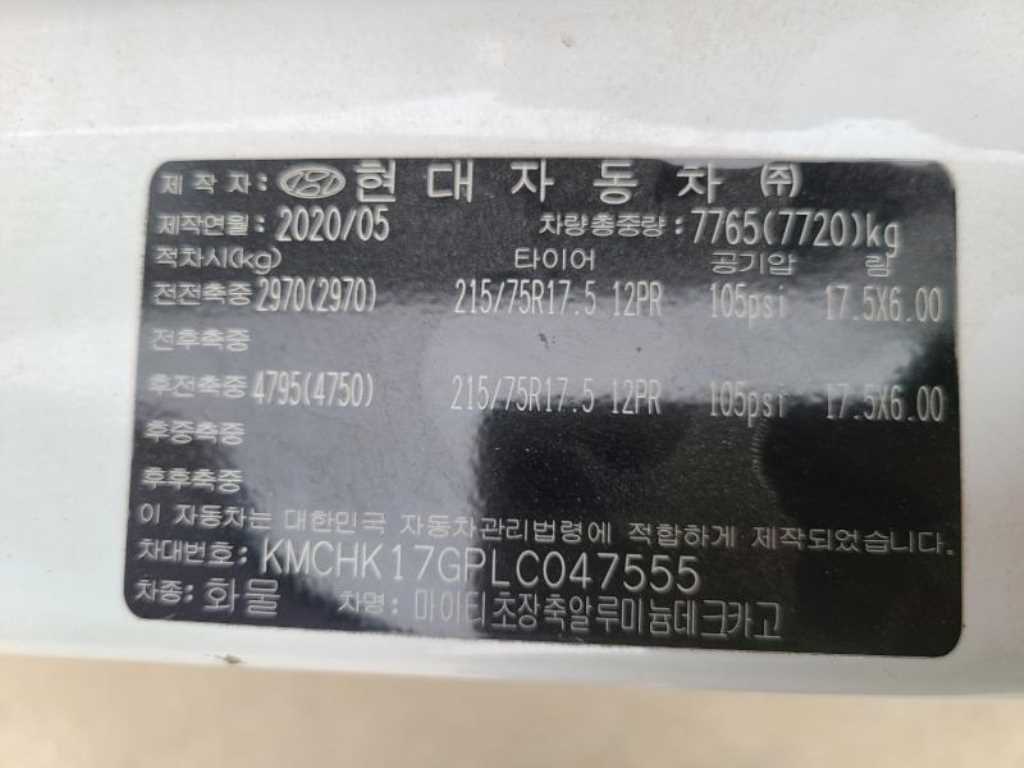 제 작 자 : 현 대 자 동 차 ㈜
제작연월 : 2020/05 차량총중량 : 7765(7720)kg
적차시(kg) 타이어 공기압 림
전전축중 2970(2970) 215/75R17.5 12PR 105psi 17.5X6.00
전후축중
후전축중 4795(4750) 215/75R17.5 12PR 105psi 17.5X6.00
후중축중
후후축중
이 자동차는 대한민국 자동차관리법령에 적합하게 제작되었습니다.
차대번호: KMCHK17GPLC047555
차종: 화물 차명: 마이티초장축알루미늄데크카고